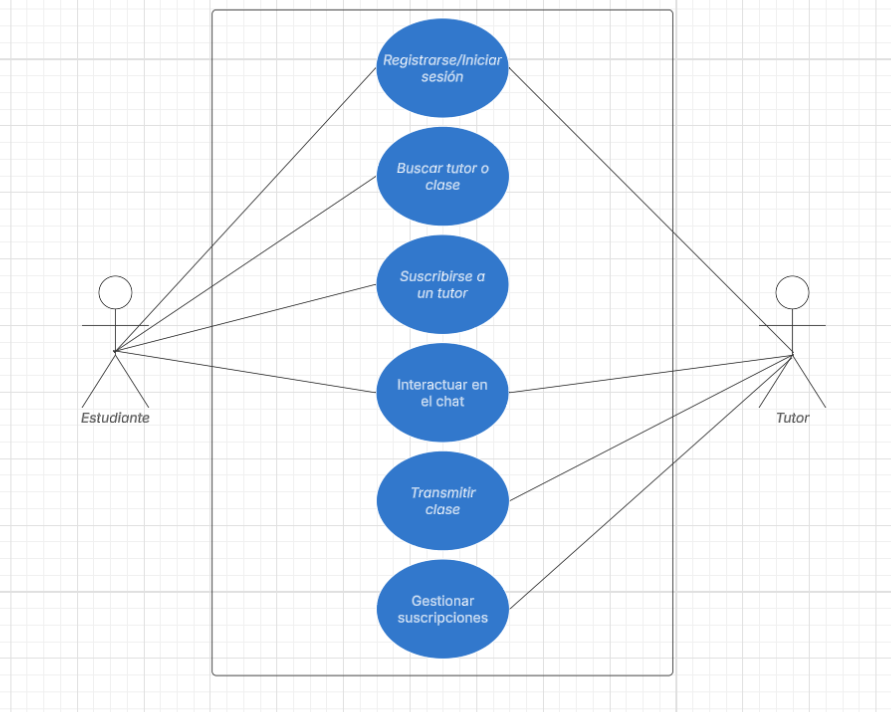 Registrarse/Iniciar
sesión
Buscar tutor o
clase
Suscribirse a
un tutor
Interactuar en
el chat
Estudiante
Tutor
Transmitir
clase
Gestionar
suscripciones